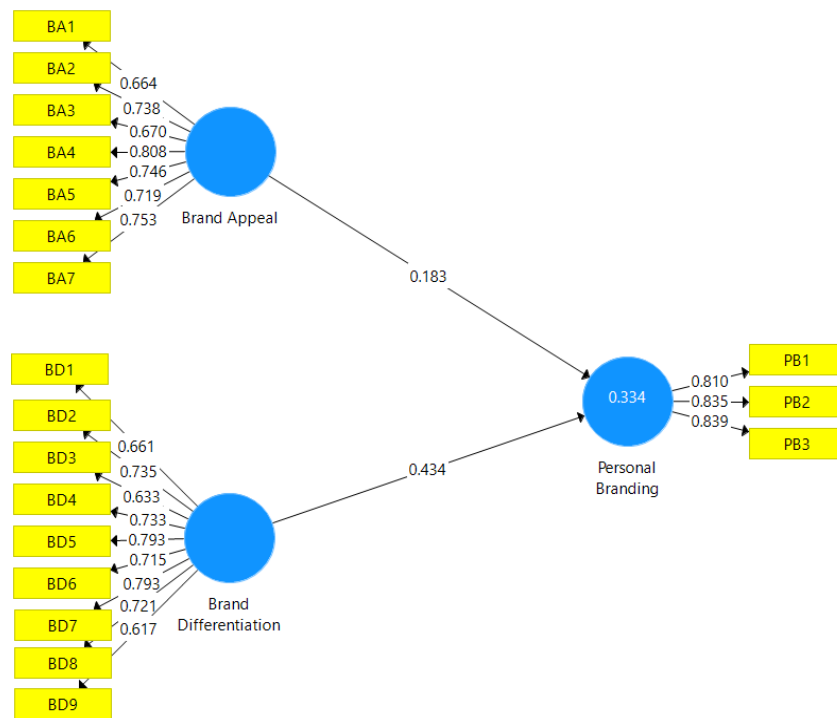 BA1
BA2
BA3
BA4
BA5
BA6
BA7
0.664
0.738
0.670
0.808
0.746
0.719
0.753
Brand Appeal
0.183
BD1
BD2
BD3
BD4
BD5
BD6
BD7
BD8
BD9
0.661
0.735
0.633
0.733
0.793
0.715
0.793
0.721
0.617
Brand
Differentiation
0.434
0.334
Personal
Branding
0.810
0.835
0.839
PB1
PB2
PB3